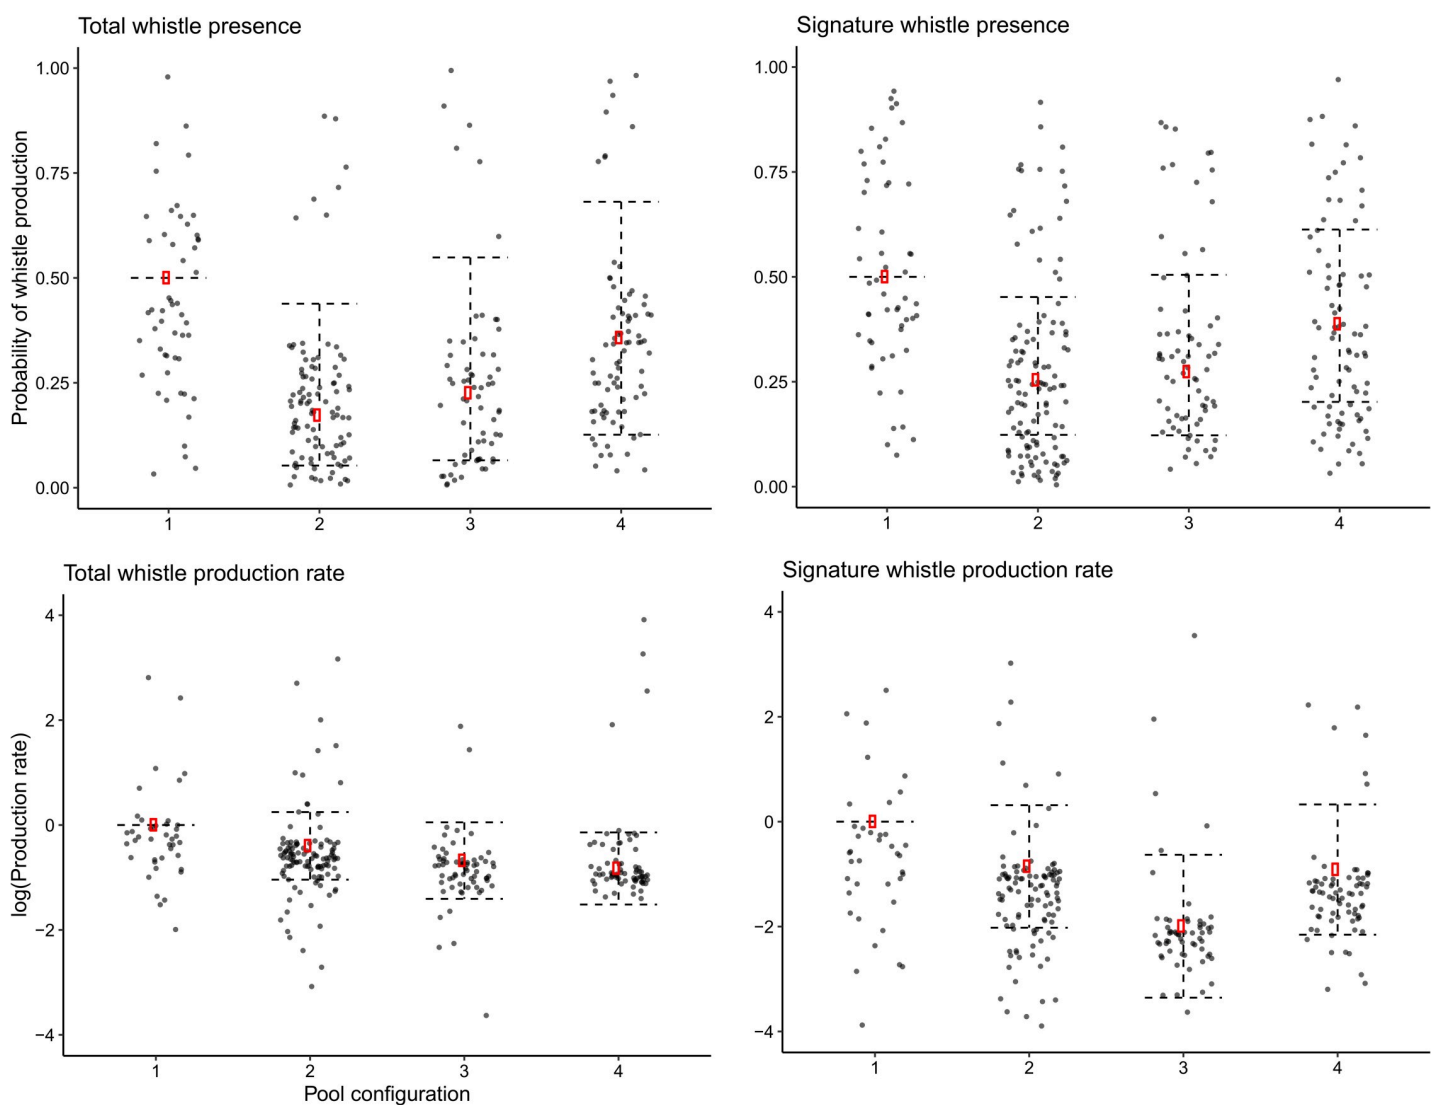 Total whistle presence
Signature whistle presence
Probability of whistle production
1.00
0.75
0.50
0.25
0.00
1 2 3 4
1.00
0.75
0.50
0.25
0.00
1 2 3 4
Total whistle production rate
Signature whistle production rate
log(Production rate)
4
2
0
−2
−4
1 2 3 4
Pool configuration
4
2
0
−2
−4
1 2 3 4